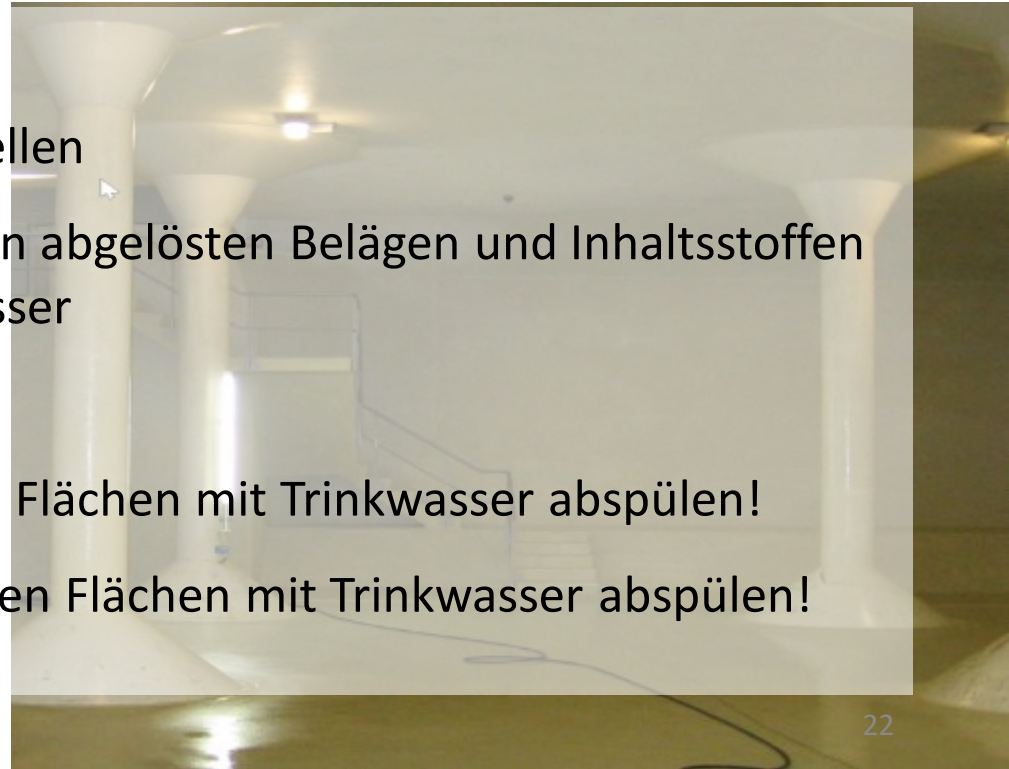 ellen
n abgelösten Belägen und Inhaltsstoffen
sser
Flächen mit Trinkwasser abspülen!
en Flächen mit Trinkwasser abspülen!
22